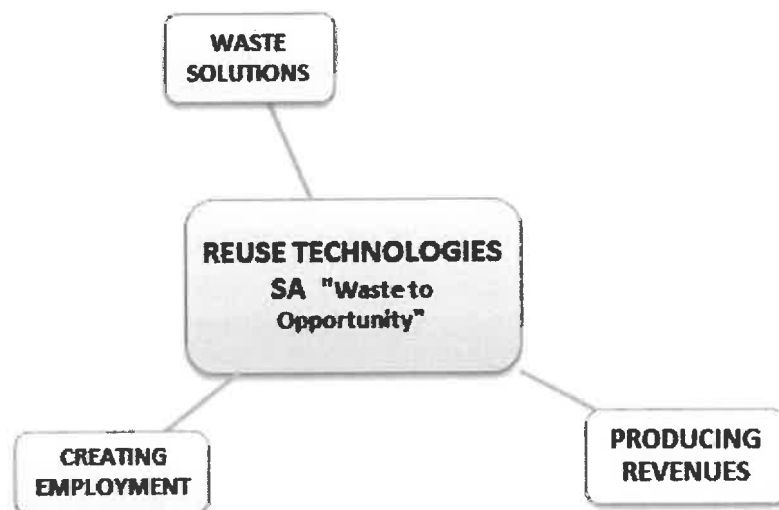 WASTE
SOLUTIONS
REUSE TECHNOLOGIES
SA "Waste to
Opportunity"
CREATING
EMPLOYMENT
PRODUCING
REVENUES